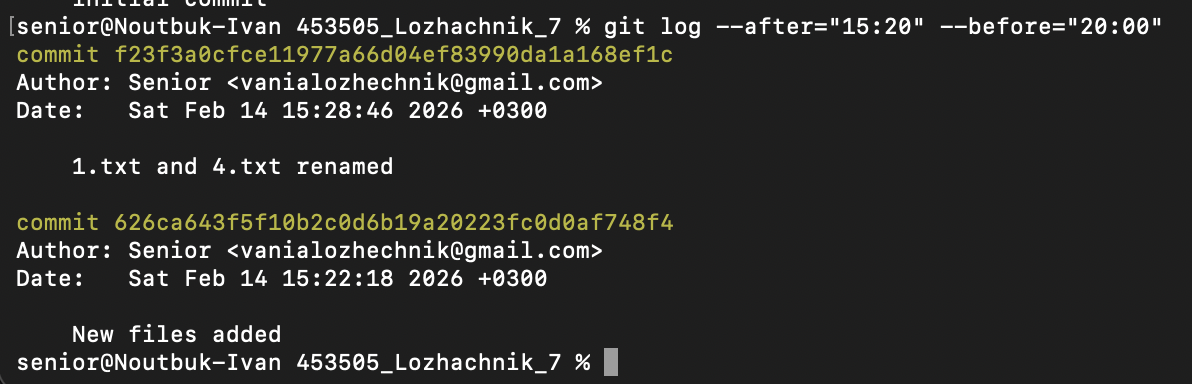 initial commit
[senior@Noutbuk-Ivan 453505_Lozhachnik_7 % git log --after="15:20" --before="20:00"
commit f23f3a0cfce11977a66d04ef83990da1a168ef1c
Author: Senior <vanialozhechnik@gmail.com>
Date:   Sat Feb 14 15:28:46 2026 +0300
1.txt and 4.txt renamed
commit 626ca643f5f10b2c0d6b19a20223fc0d0af748f4
Author: Senior <vanialozhechnik@gmail.com>
Date:   Sat Feb 14 15:22:18 2026 +0300
New files added
senior@Noutbuk-Ivan 453505_Lozhachnik_7 %